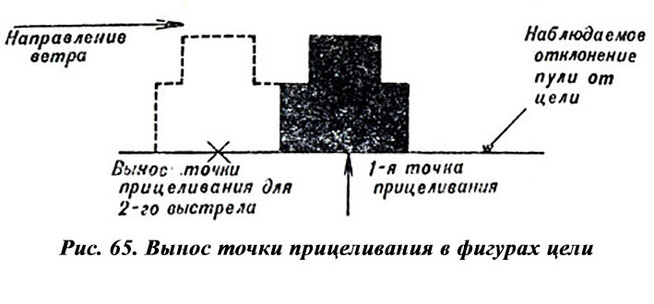 Направление
ветра
Наблюдаемое
отклонение
пули от
цели
Вынос точки
прицеливания для
2-го выстрела
1-я точка
прицеливания
Рис. 65. Вынос точки прицеливания в фигурах цели